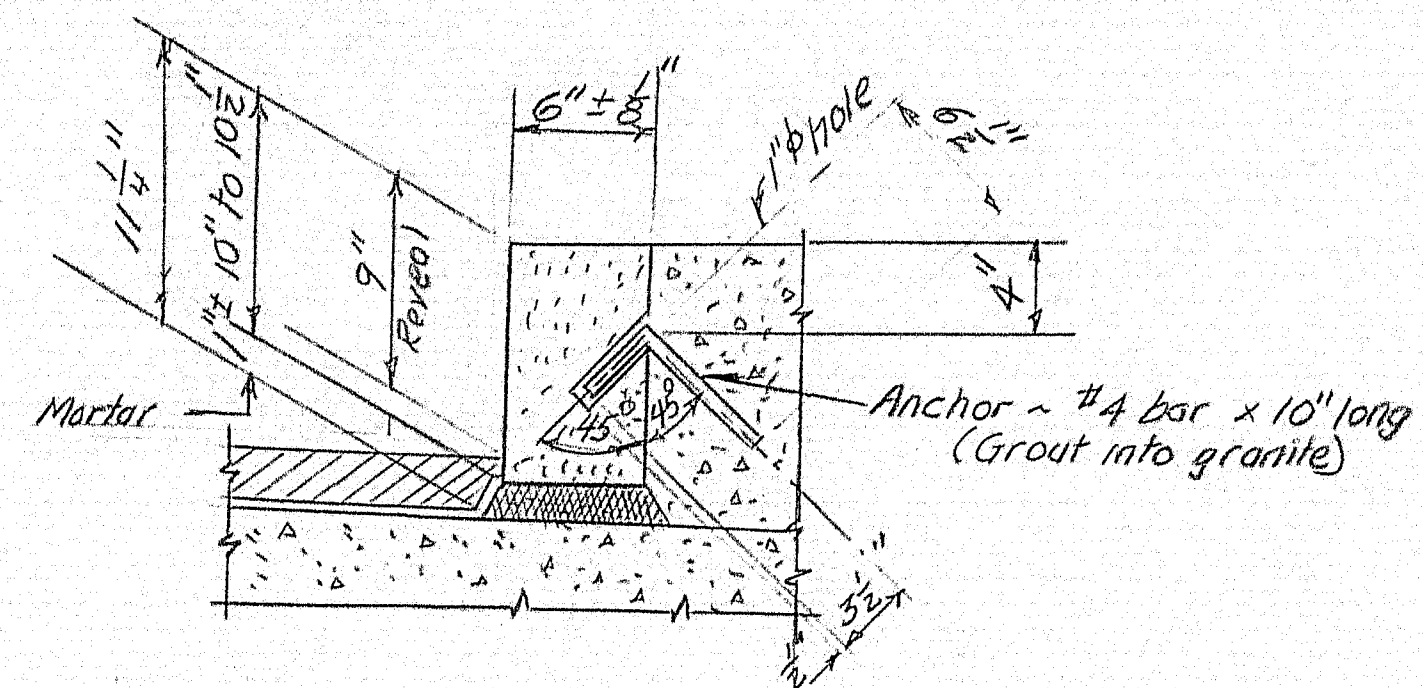 11 1/4"
1" ± 10" to 10 1/2"
9"
Reveal
6" ± 1/8"
1" ϕ hole
6 1/2"
4"
Mortar
45°
45°
Anchor ~ #4 bar x 10" long
(Grout into granite)
3 1/2"
1/2"